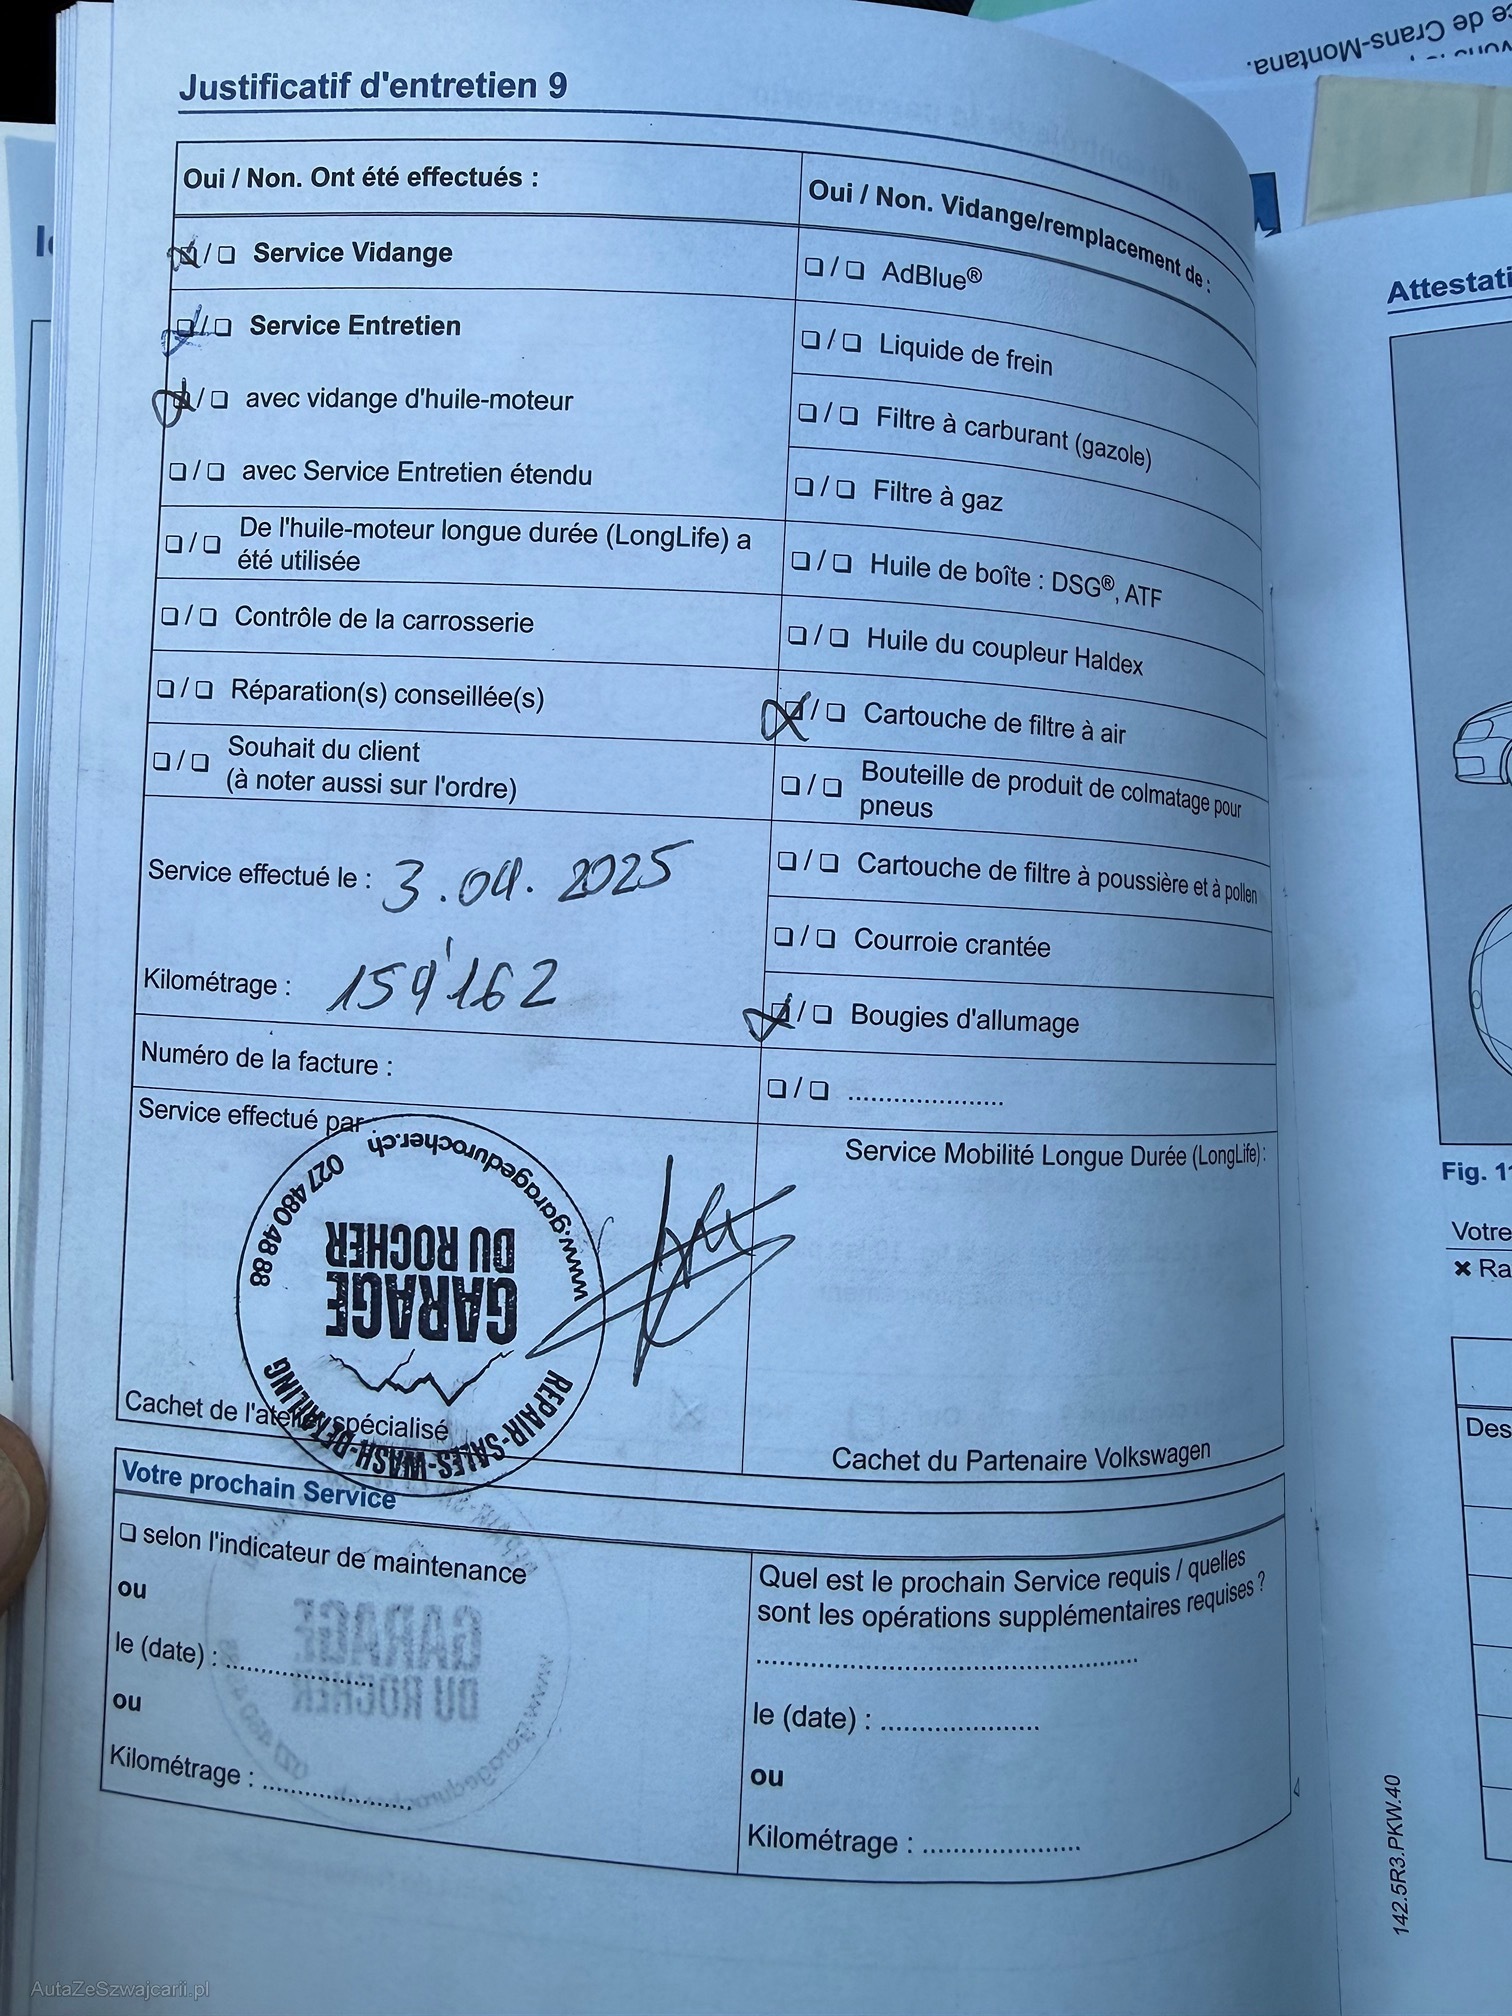 ce de Crans-Montana.
Justificatif d'entretien 9
Oui / Non. Ont été effectués :
❏ / ❏ Service Vidange
❏ / ❏ Service Entretien
❏ / ❏ avec vidange d'huile-moteur
❏ / ❏ avec Service Entretien étendu
❏ / ❏ De l'huile-moteur longue durée (LongLife) a
été utilisée
❏ / ❏ Contrôle de la carrosserie
❏ / ❏ Réparation(s) conseillée(s)
❏ / ❏ Souhait du client
(à noter aussi sur l'ordre)
Service effectué le : 3.04.2025
Kilométrage : 159'162
Numéro de la facture :
Service effectué par :
www.garagedurocher.ch
027 480 48 88
GARAGE
DU ROCHER
REPAIR-SALES-WASH-DETAILING
Cachet de l'atelier spécialisé
Oui / Non. Vidange/remplacement de :
❏ / ❏ AdBlue®
❏ / ❏ Liquide de frein
❏ / ❏ Filtre à carburant (gazole)
❏ / ❏ Filtre à gaz
❏ / ❏ Huile de boîte : DSG®, ATF
❏ / ❏ Huile du coupleur Haldex
❏ / ❏ Cartouche de filtre à air
❏ / ❏ Bouteille de produit de colmatage pour
pneus
❏ / ❏ Cartouche de filtre à poussière et à pollen
❏ / ❏ Courroie crantée
❏ / ❏ Bougies d'allumage
❏ / ❏ .....................
Service Mobilité Longue Durée (LongLife):
Cachet du Partenaire Volkswagen
Votre prochain Service
❏ selon l'indicateur de maintenance
ou
le (date) : ....................
ou
Kilométrage : ....................
GARAGE
DU ROCHER
Quel est le prochain Service requis / quelles
sont les opérations supplémentaires requises ?
..................................................
le (date) : .....................
ou
Kilométrage : .....................
Attestati
Fig. 1
Votre
✖ Ra
Des
142.5R3.PKW.40
AutaZeSzwajcarii.pl